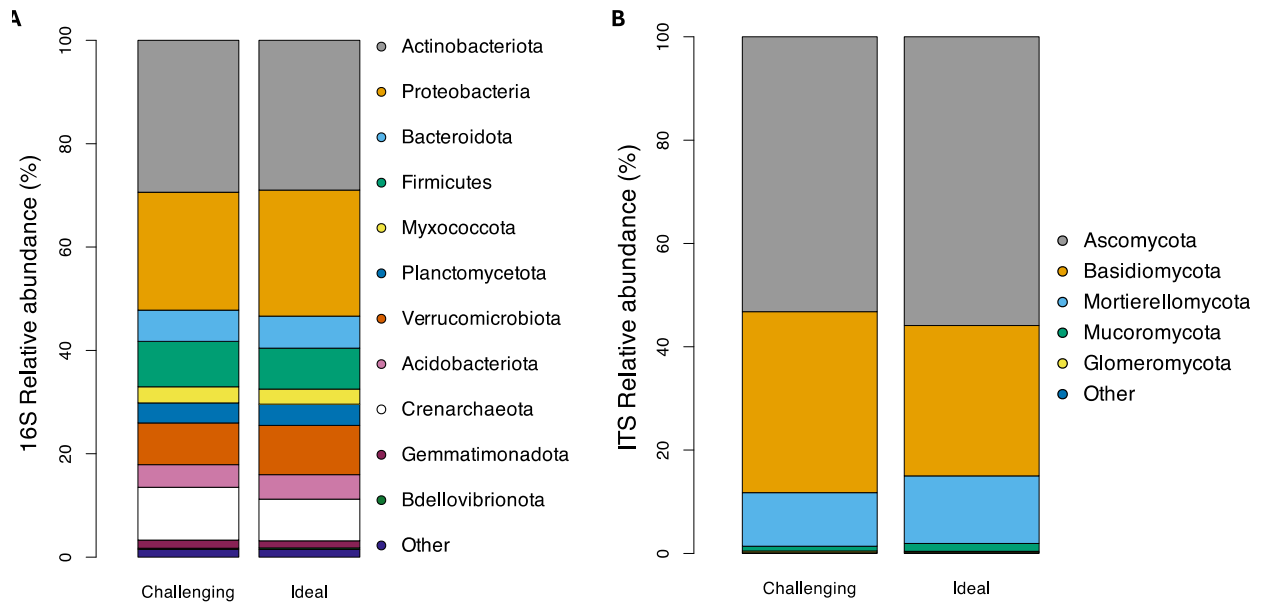 A
16S Relative abundance (%)
100
80
60
40
20
0
Challenging
Ideal
Actinobacteriota
Proteobacteria
Bacteroidota
Firmicutes
Myxococcota
Planctomycetota
Verrucomicrobiota
Acidobacteriota
Crenarchaeota
Gemmatimonadota
Bdellovibrionota
Other
B
ITS Relative abundance (%)
100
80
60
40
20
0
Challenging
Ideal
Ascomycota
Basidiomycota
Mortierellomycota
Mucoromycota
Glomeromycota
Other